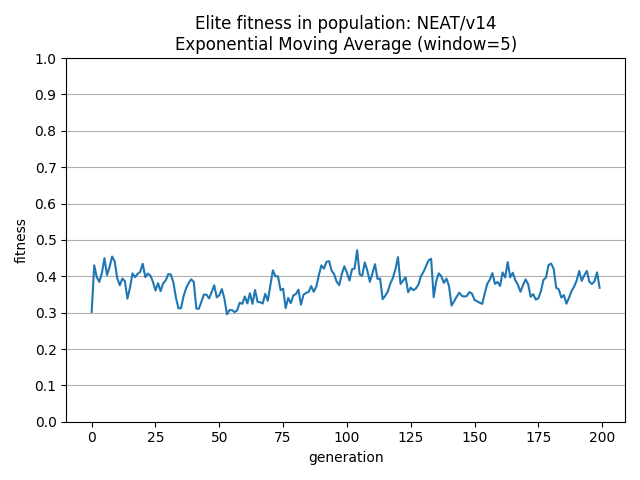 Elite fitness in population: NEAT/v14
Exponential Moving Average (window=5)
1.0
0.9
0.8
0.7
0.6
0.5
0.4
0.3
0.2
0.1
0.0
fitness
0 25 50 75 100 125 150 175 200
generation